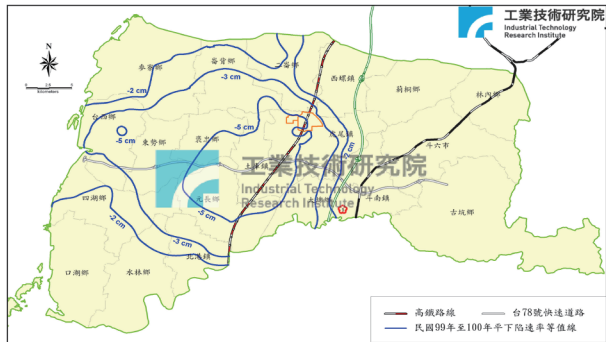 工業技術研究院
Industrial Technology
Research Institute
N
二崙鄉
麥寮鄉
崙背鄉
西螺鎮
-2 cm
-3 cm
莿桐鄉
林內鄉
台西鄉
-5 cm
-5 cm
虎尾鎮
東勢鄉
褒忠鄉
-2 cm
斗六市
土庫鎮
工業技術研究院
Industrial Technology
Research Institute
四湖鄉
元長鄉
斗南鎮
大埤鄉
古坑鄉
-5 cm
-2 cm
-3 cm
北港鎮
口湖鄉
水林鄉
高鐵路線
台78號快速道路
民國99年至100年平下陷速率等值線